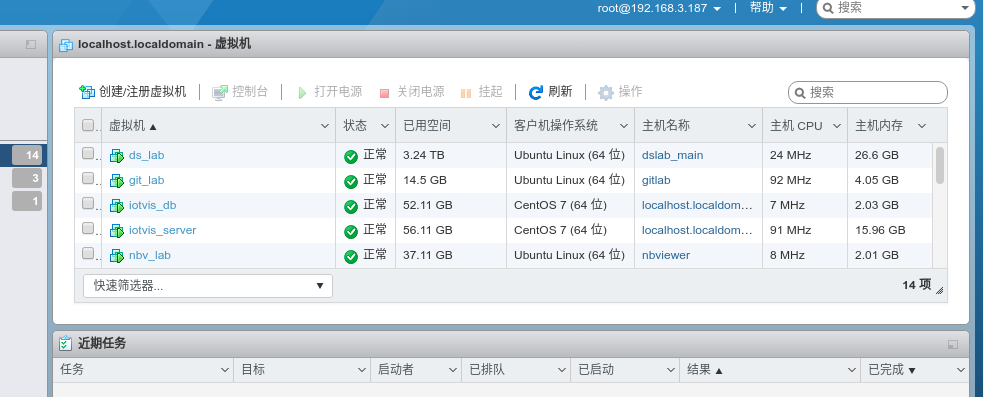 root@192.168.3.187 帮助 搜索
localhost.localdomain - 虚拟机
创建/注册虚拟机 控制台 打开电源 关闭电源 挂起 刷新 操作 搜索
虚拟机 状态 已用空间 客户机操作系统 主机名称 主机 CPU 主机内存
14 ds_lab 正常 3.24 TB Ubuntu Linux (64 位) dslab_main 24 MHz 26.6 GB
3 git_lab 正常 14.5 GB Ubuntu Linux (64 位) gitlab 92 MHz 4.05 GB
1 iotvis_db 正常 52.11 GB CentOS 7 (64 位) localhost.localdom... 7 MHz 2.03 GB
iotvis_server 正常 56.11 GB CentOS 7 (64 位) localhost.localdom... 91 MHz 15.96 GB
nbv_lab 正常 37.11 GB Ubuntu Linux (64 位) nbviewer 8 MHz 2.01 GB
快速筛选器... 14 项
近期任务
任务 目标 启动者 已排队 已启动 结果 已完成